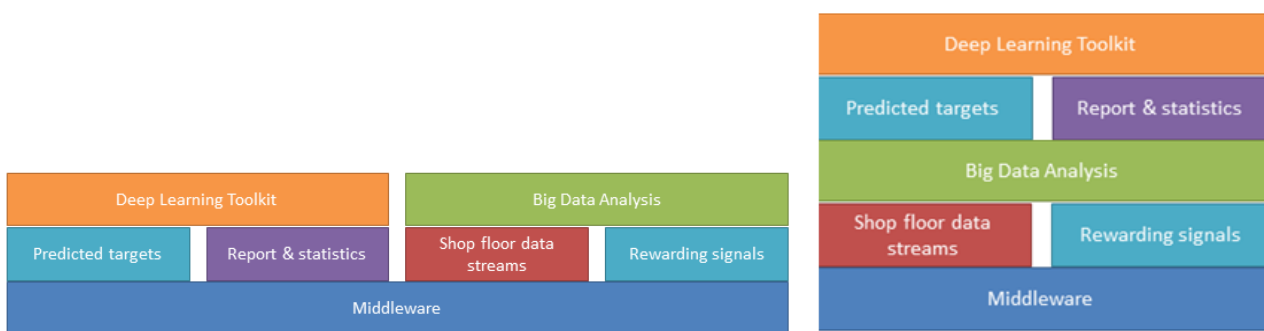 Deep Learning Toolkit
Big Data Analysis
Predicted targets
Report & statistics
Shop floor data
streams
Rewarding signals
Middleware
Deep Learning Toolkit
Predicted targets
Report & statistics
Big Data Analysis
Shop floor data
streams
Rewarding signals
Middleware